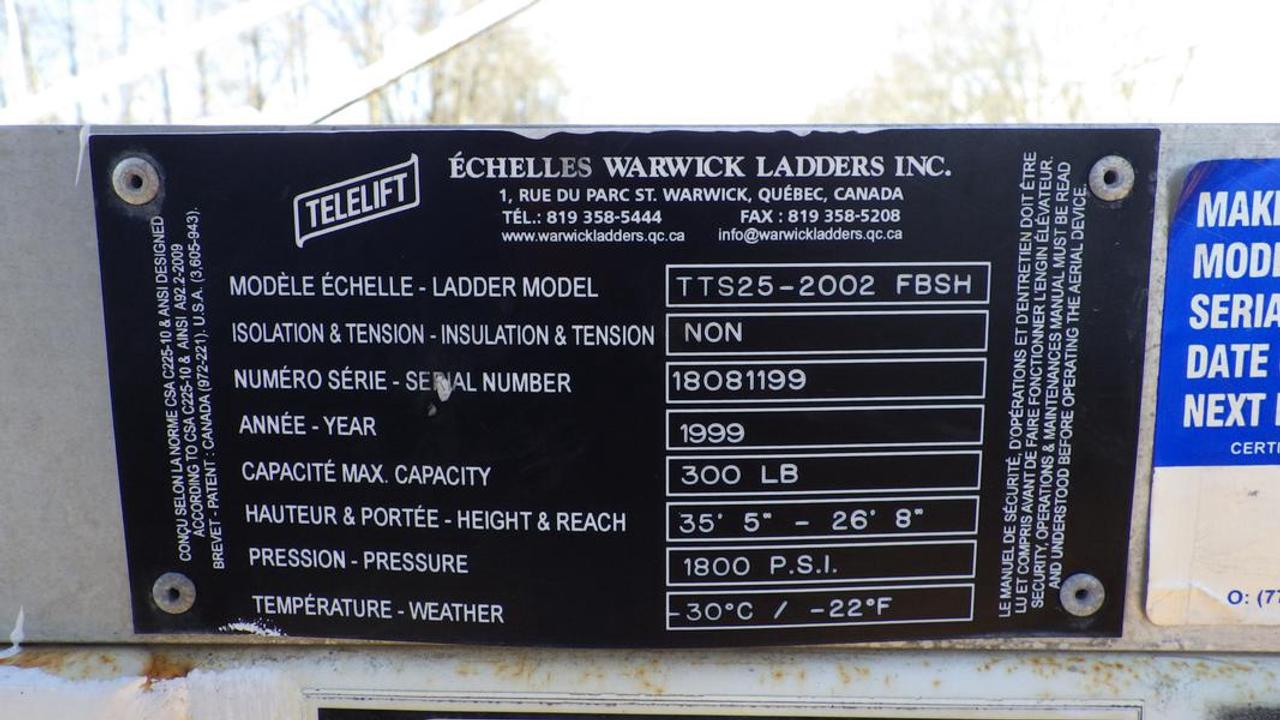 TELELIFT
ÉCHELLES WARWICK LADDERS INC.
1, RUE DU PARC ST. WARWICK, QUÉBEC, CANADA
TÉL.: 819 358-5444 FAX : 819 358-5208
www.warwickladders.qc.ca info@warwickladders.qc.ca
MODÈLE ÉCHELLE - LADDER MODEL TTS25-2002 FBSH
ISOLATION & TENSION - INSULATION & TENSION NON
NUMÉRO SÉRIE - SERIAL NUMBER 18081199
ANNÉE - YEAR 1999
CAPACITÉ MAX. CAPACITY 300 LB
HAUTEUR & PORTÉE - HEIGHT & REACH 35' 5" - 26' 8"
PRESSION - PRESSURE 1800 P.S.I.
TEMPÉRATURE - WEATHER -30°C / -22°F
CONÇU SELON LA NORME CSA C225-10 & ANSI DESIGNED
ACCORDING TO CSA C225-10 & AINSI A92.2-2009
BREVET - PATENT : CANADA (972-221). U.S.A. (3,605-943).
LE MANUEL DE SÉCURITÉ, D'OPÉRATIONS ET D'ENTRETIEN DOIT ÊTRE
LU ET COMPRIS AVANT DE FAIRE FONCTIONNER L'ENGIN ÉLÉVATEUR.
SECURITY, OPERATIONS & MAINTENANCES MANUAL MUST BE READ
AND UNDERSTOOD BEFORE OPERATING THE AERIAL DEVICE.
MAK
MODE
SERIA
DATE
NEXT
CERTI
O: (77